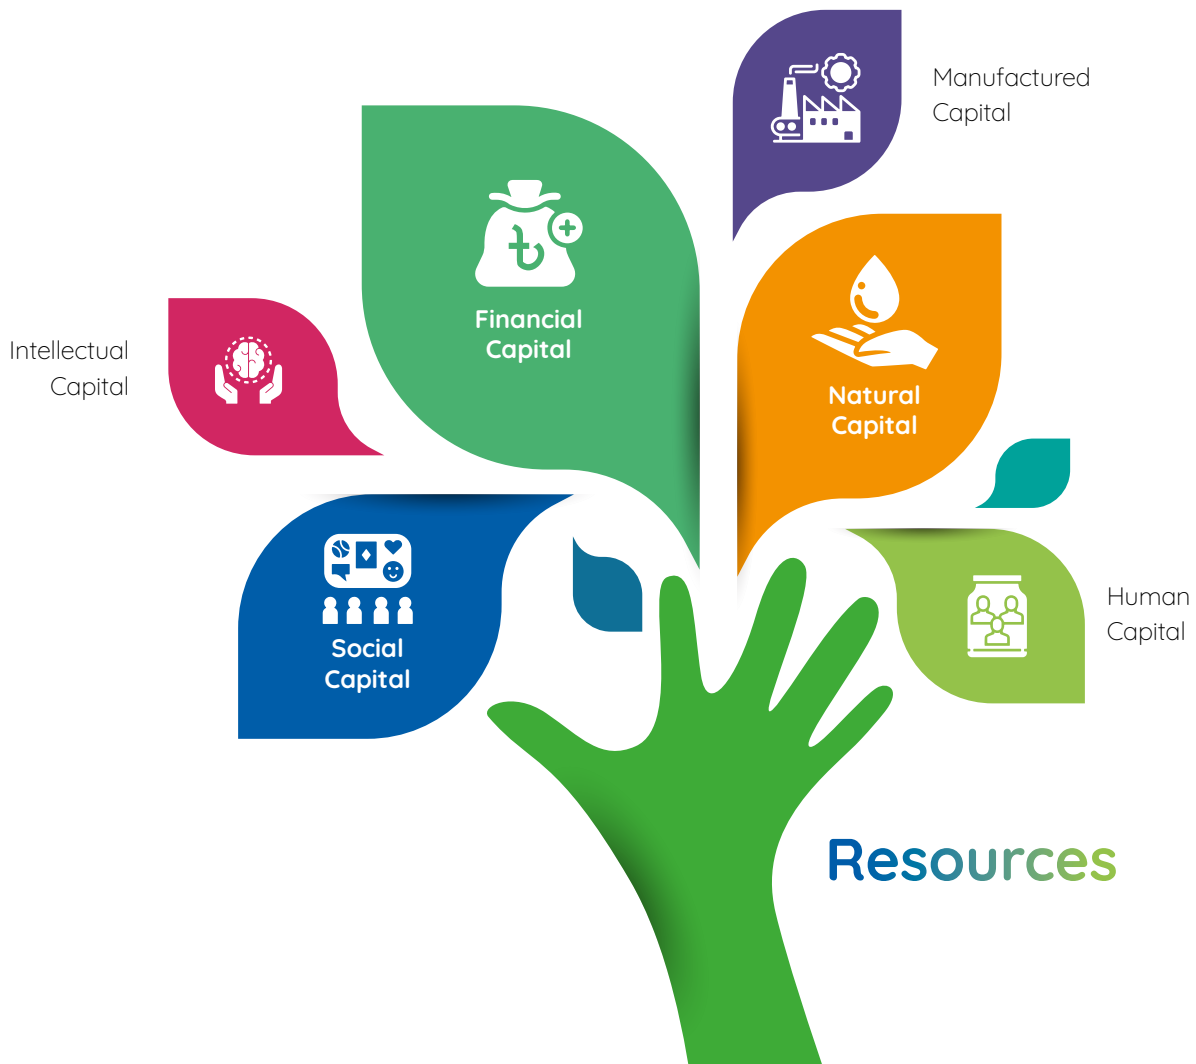 Manufactured
Capital
Financial
Capital
Intellectual
Capital
Natural
Capital
Social
Capital
Human
Capital
Resources